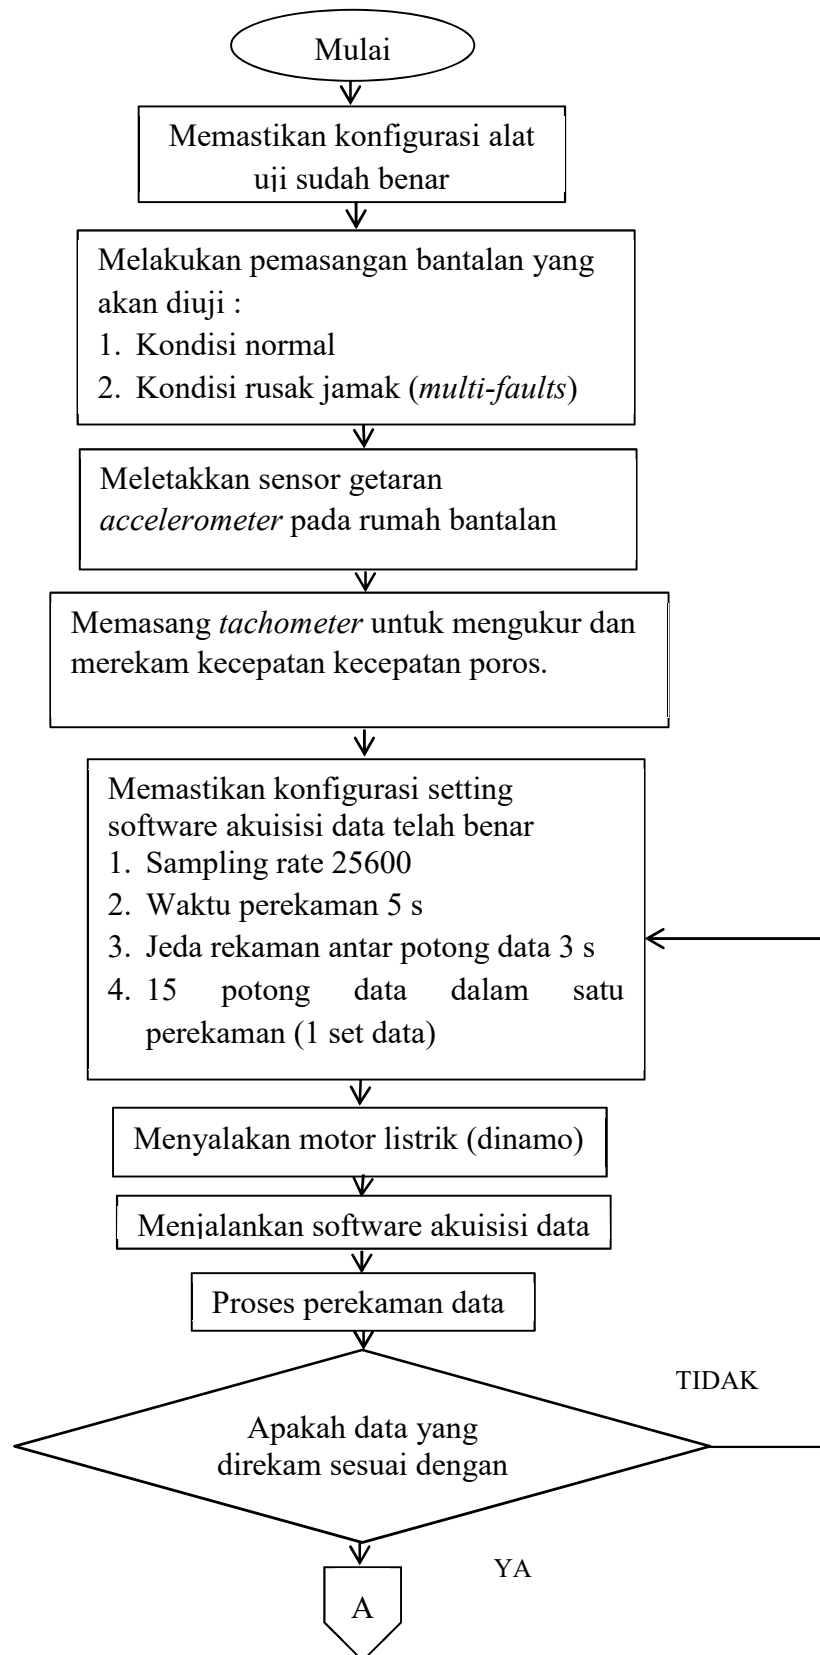 Mulai
Memastikan konfigurasi alat
uji sudah benar
Melakukan pemasangan bantalan yang
akan diuji :
1. Kondisi normal
2. Kondisi rusak jamak (multi-faults)
Meletakkan sensor getaran
accelerometer pada rumah bantalan
Memasang tachometer untuk mengukur dan
merekam kecepatan kecepatan poros.
Memastikan konfigurasi setting
software akuisisi data telah benar
1. Sampling rate 25600
2. Waktu perekaman 5 s
3. Jeda rekaman antar potong data 3 s
4. 15 potong data dalam satu
perekaman (1 set data)
Menyalakan motor listrik (dinamo)
Menjalankan software akuisisi data
Proses perekaman data
TIDAK
Apakah data yang
direkam sesuai dengan
YA
A